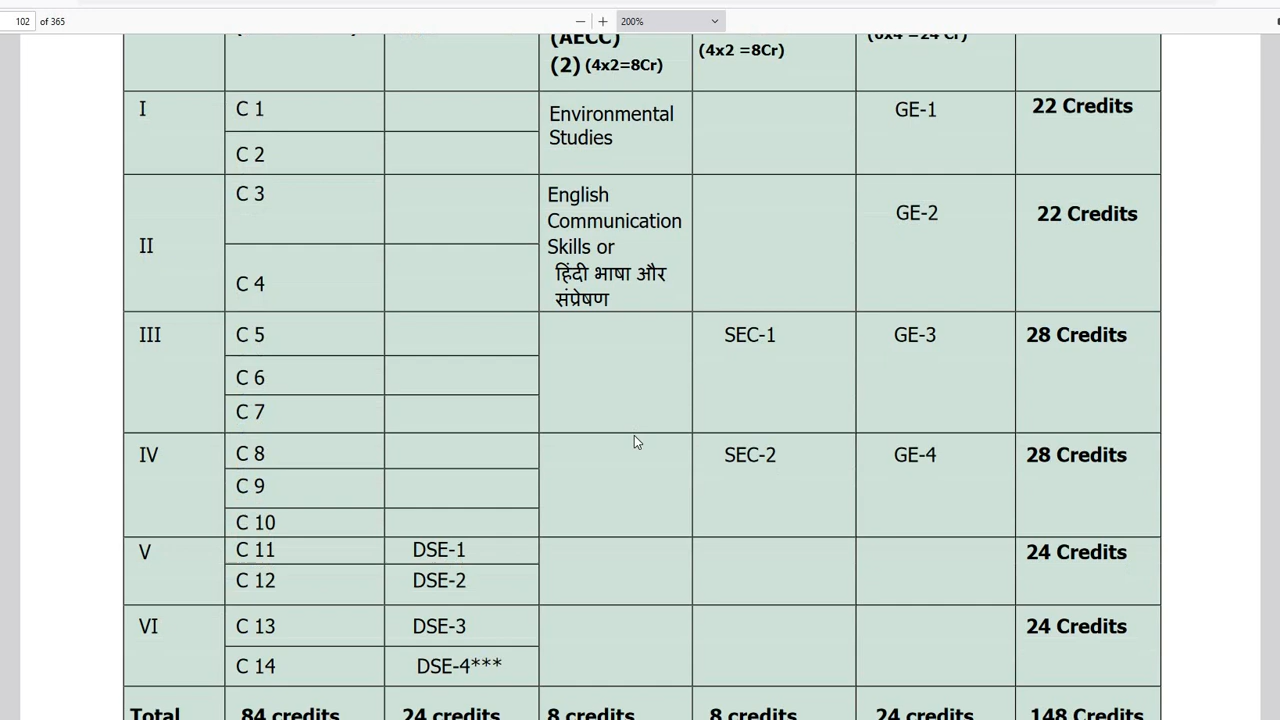 102 of 365
200%
(AECC)
(2) (4x2=8Cr)
(4x2 =8Cr)
(6x4 =24 Cr)
I
C 1
C 2
Environmental
Studies
GE-1
22 Credits
II
C 3
C 4
English
Communication
Skills or
हिंदी भाषा और
संप्रेषण
GE-2
22 Credits
III
C 5
C 6
C 7
SEC-1
GE-3
28 Credits
IV
C 8
C 9
C 10
SEC-2
GE-4
28 Credits
V
C 11
DSE-1
C 12
DSE-2
24 Credits
VI
C 13
DSE-3
C 14
DSE-4***
24 Credits
Total
84 credits
24 credits
8 credits
8 credits
24 credits
148 Credits